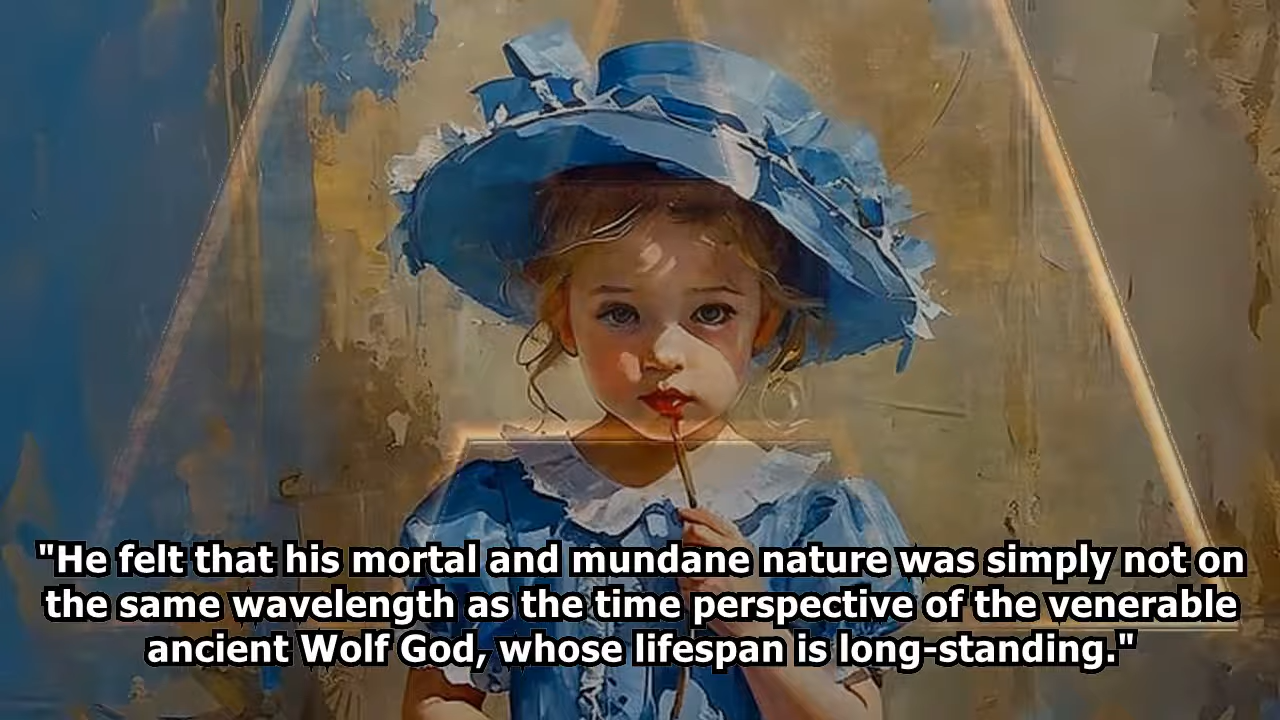 "He felt that his mortal and mundane nature was simply not on
the same wavelength as the time perspective of the venerable
ancient Wolf God, whose lifespan is long-standing."